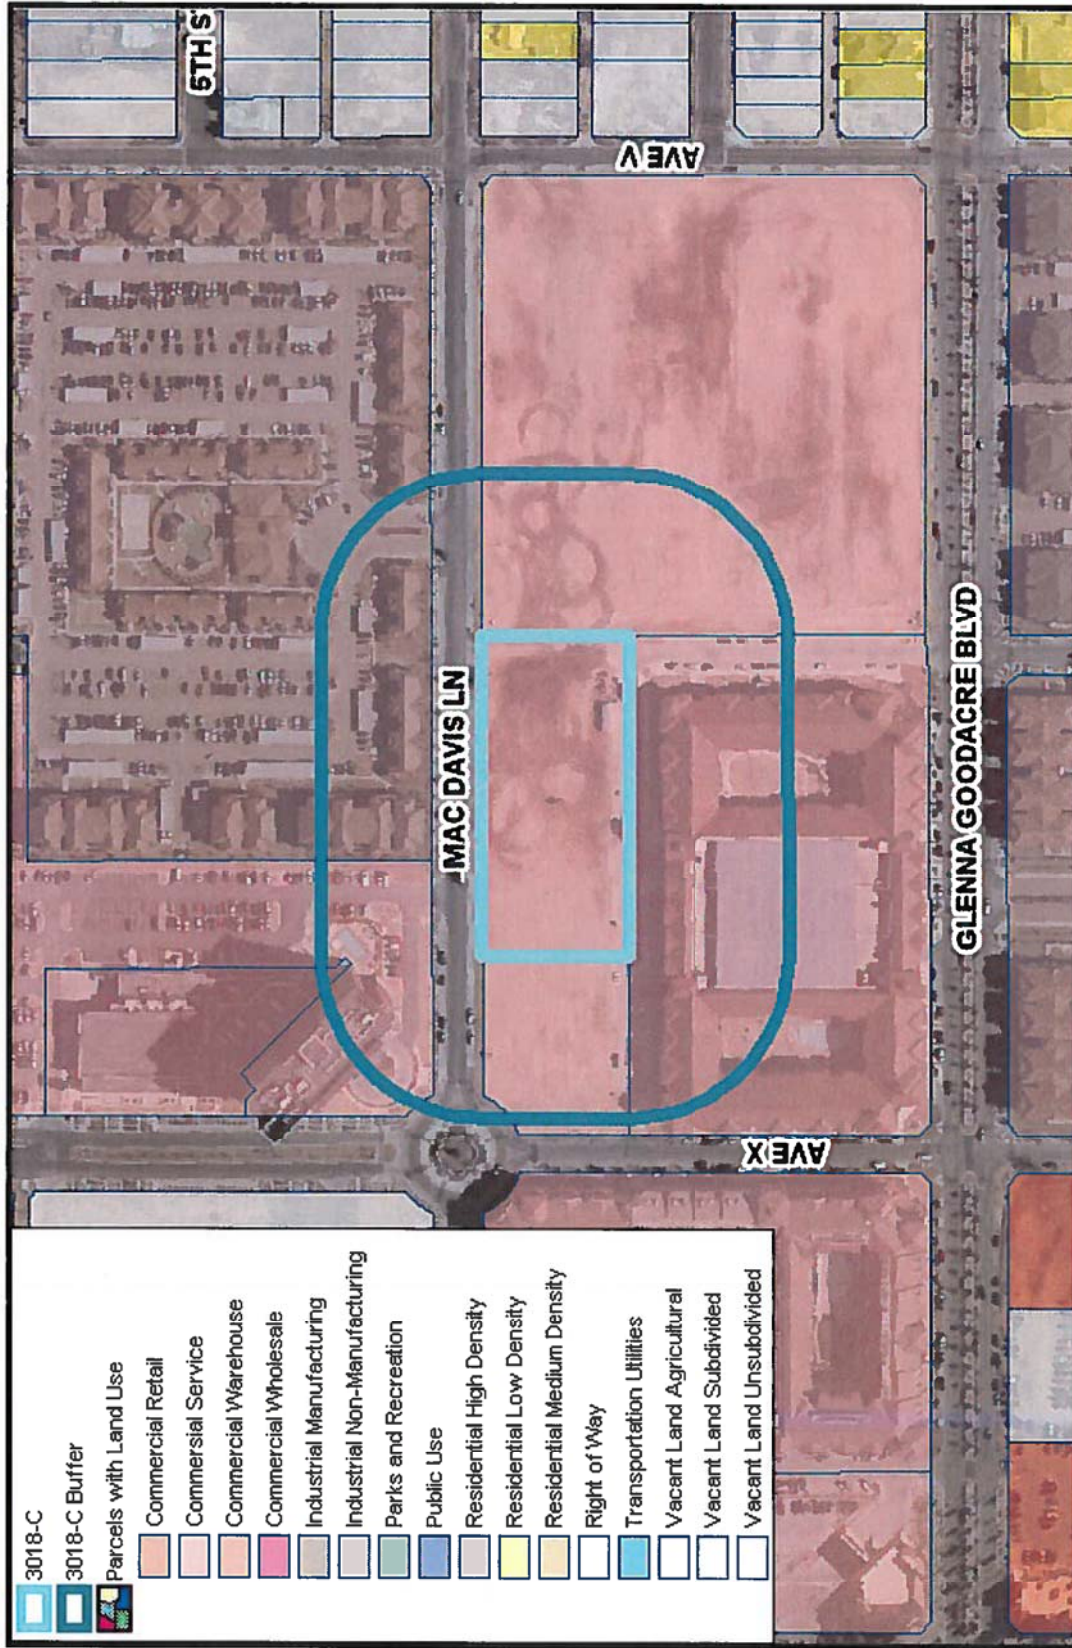 3018-C
3018-C Buffer
Parcels with Land Use
Commercial Retail
Commersial Service
Commercial Warehouse
Commercial Wholesale
Industrial Manufacturing
Industrial Non-Manufacturing
Parks and Recreation
Public Use
Residential High Density
Residential Low Density
Residential Medium Density
Right of Way
Transportation Utilities
Vacant Land Agricultural
Vacant Land Subdivided
Vacant Land Unsubdivided
5TH S
MAC DAVIS LN
AVE V
AVE X
GLENNA GOODACRE BLVD